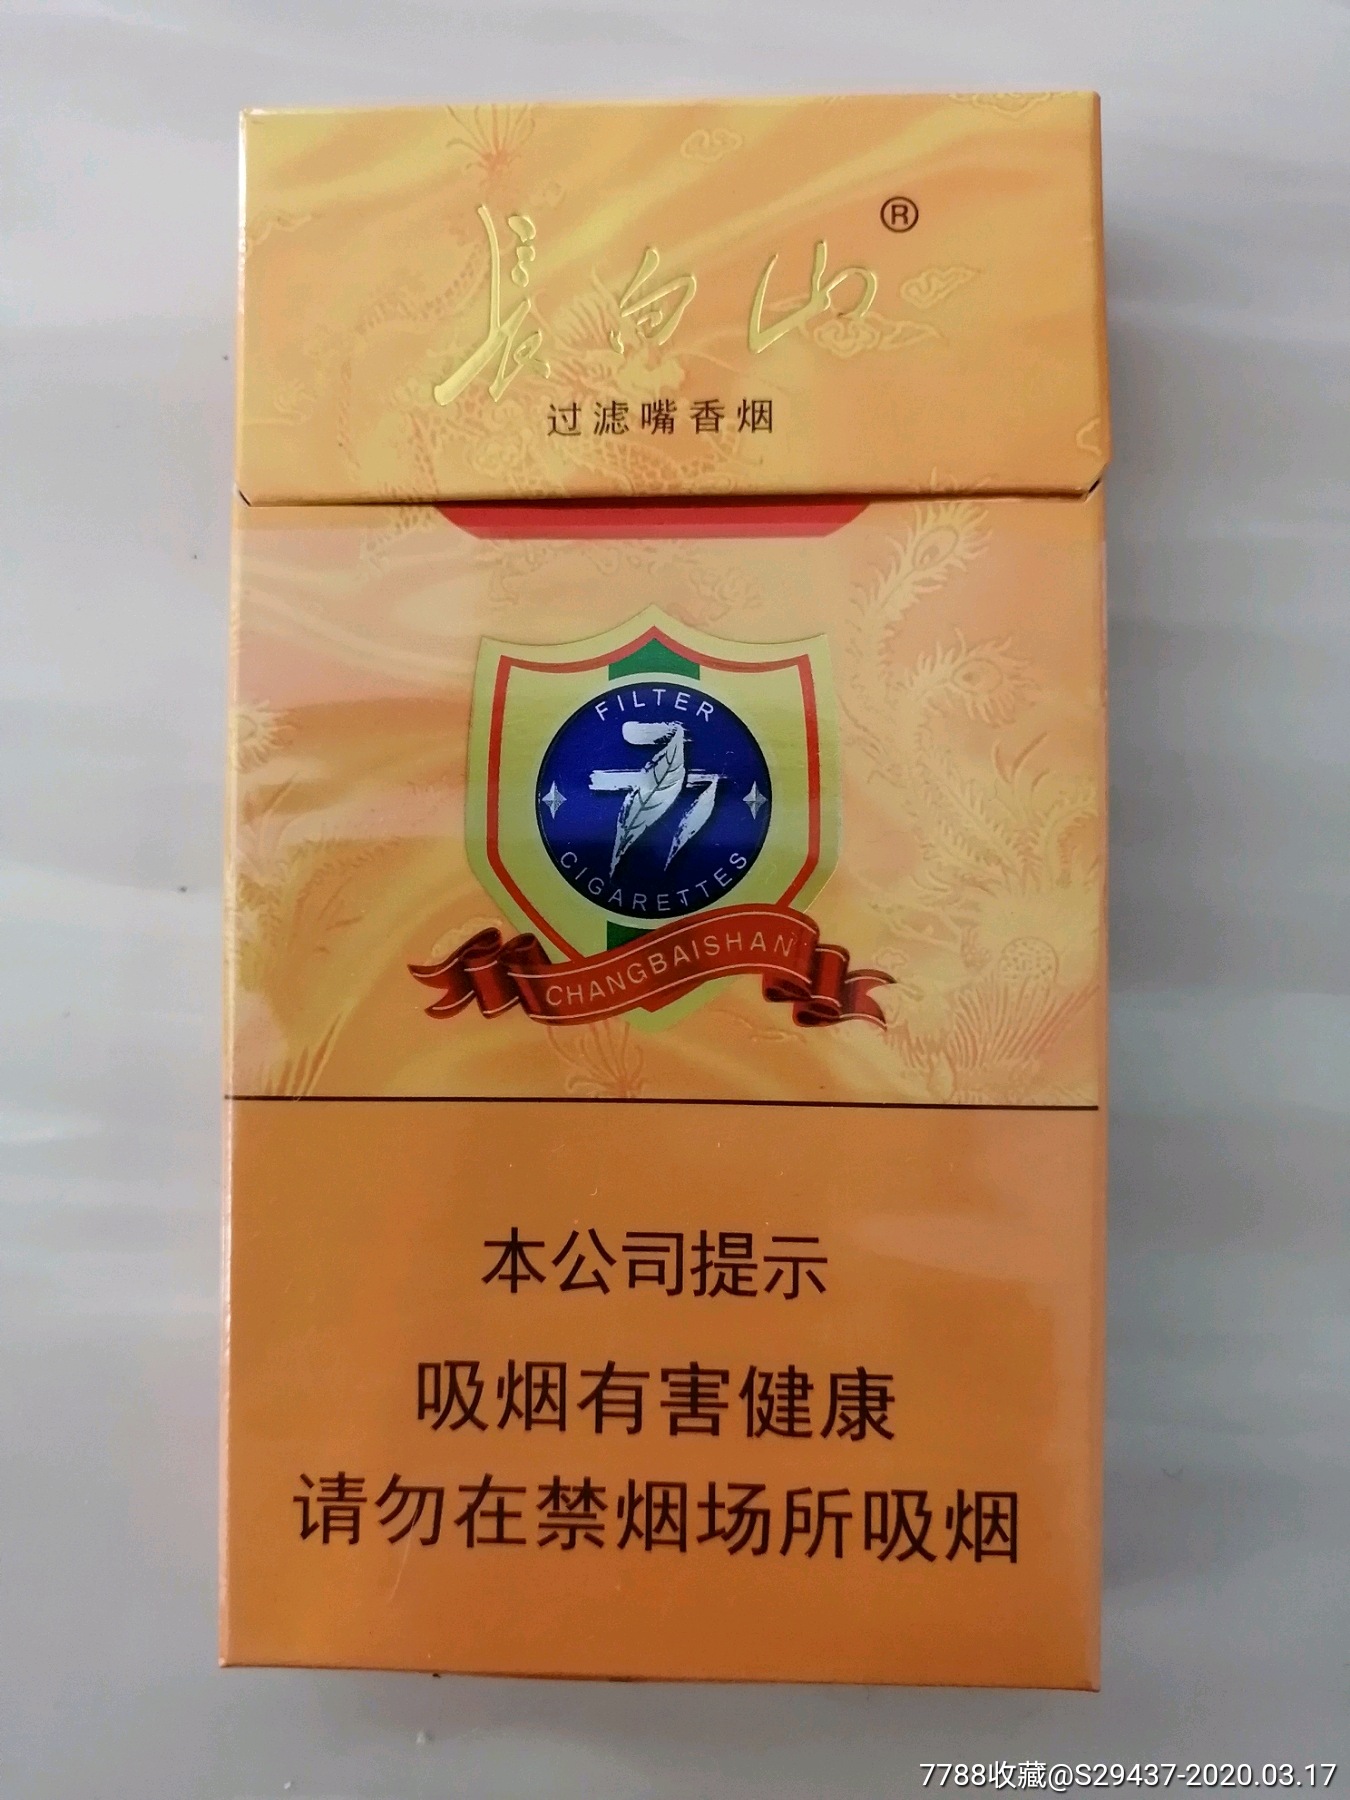 长白山®
过滤嘴香烟
FILTER
CIGARETTES
CHANGBAISHAN
本公司提示
吸烟有害健康
请勿在禁烟场所吸烟
7788收藏@S29437-2020.03.17